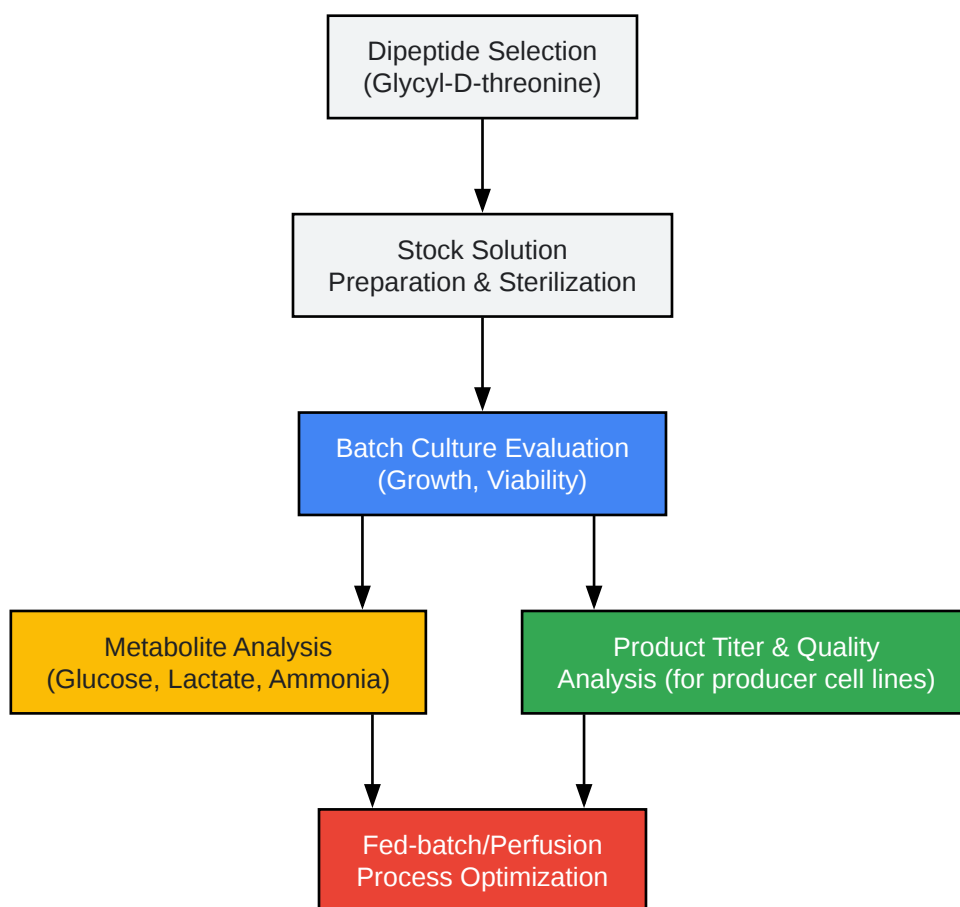 Dipeptide Selection
(Glycyl-D-threonine)
Stock Solution
Preparation & Sterilization
Batch Culture Evaluation
(Growth, Viability)
Metabolite Analysis
(Glucose, Lactate, Ammonia)
Product Titer & Quality
Analysis (for producer cell lines)
Fed-batch/Perfusion
Process Optimization